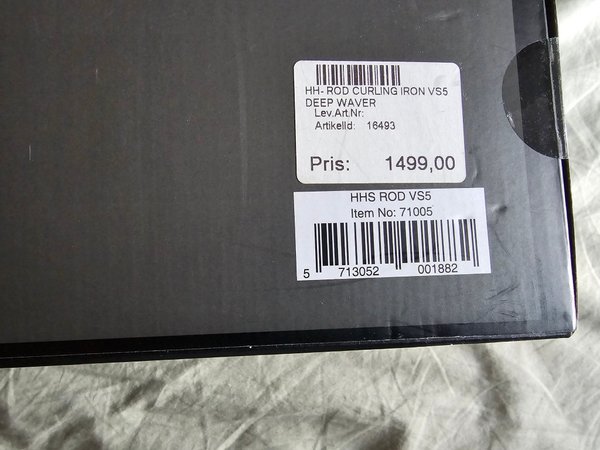 HH- ROD CURLING IRON VS5
DEEP WAVER
Lev.Art.Nr:
ArtikelId: 16493
Pris: 1499,00
HHS ROD VS5
Item No: 71005
5 713052 001882